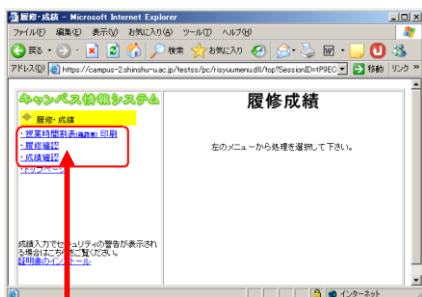 履修・成績 - Microsoft Internet Explorer
ファイル(F) 編集(E) 表示(V) お気に入り(A) ツール(T) ヘルプ(H)
戻る 検索 お気に入り
アドレス(D) https://campus-2.shinshu-u.ac.jp/testss/pc/risyuumenu.dll/top?SessionID=tP9EC 移動 リンク »
キャンパス情報システム
履修・成績
・授業時間割表(確認用) 印刷
・履修確認
・成績確認
・トップページ
履修成績
左のメニューから処理を選択して下さい。
成績入力でセキュリティの警告が表示され
る場合はこちらをご覧ください。
証明書のインストール
インターネット